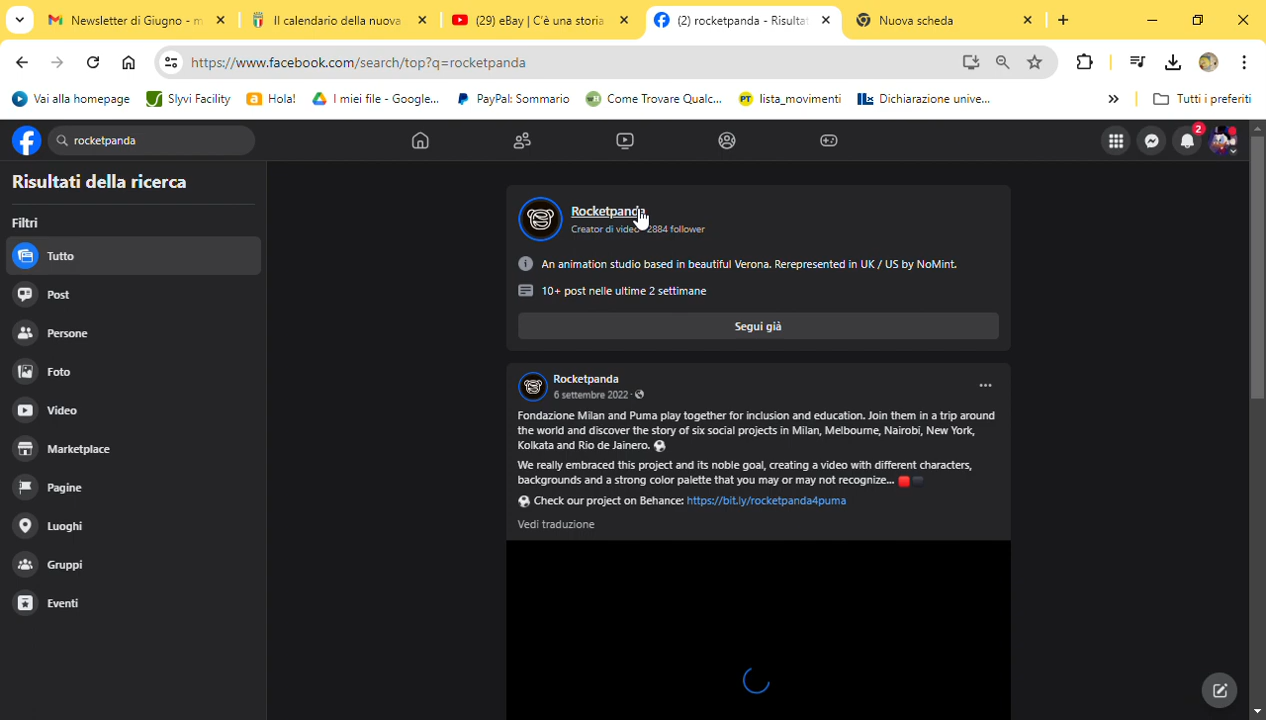 Newsletter di Giugno - m
Il calendario della nuova
(29) eBay | C'è una storia
(2) rocketpanda - Risultat
Nuova scheda
https://www.facebook.com/search/top?q=rocketpanda
Vai alla homepage
Slyvi Facility
Hola!
I miei file - Google...
PayPal: Sommario
Come Trovare Qualc...
lista_movimenti
Dichiarazione unive...
Tutti i preferiti
rocketpanda
2
Risultati della ricerca
Filtri
Tutto
Post
Persone
Foto
Video
Marketplace
Pagine
Luoghi
Gruppi
Eventi
Rocketpanda
Creator di video · 2884 follower
An animation studio based in beautiful Verona. Rerepresented in UK / US by NoMint.
10+ post nelle ultime 2 settimane
Segui già
Rocketpanda
6 settembre 2022 ·
Fondazione Milan and Puma play together for inclusion and education. Join them in a trip around
the world and discover the story of six social projects in Milan, Melbourne, Nairobi, New York,
Kolkata and Rio de Jainero. ⚽
We really embraced this project and its noble goal, creating a video with different characters,
backgrounds and a strong color palette that you may or may not recognize... 🟥⬛
⚽ Check our project on Behance: https://bit.ly/rocketpanda4puma
Vedi traduzione